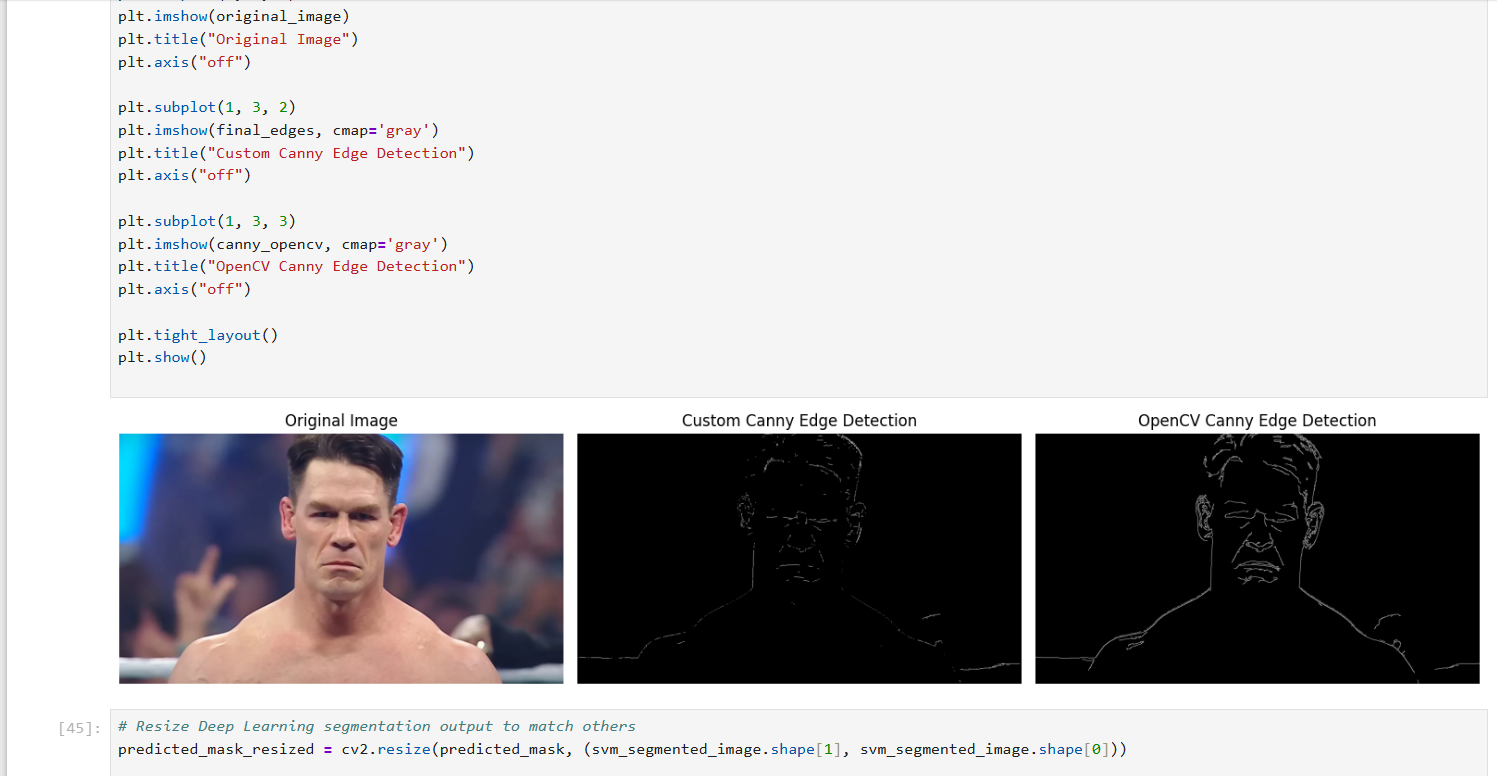 plt.imshow(original_image)
plt.title("Original Image")
plt.axis("off")
plt.subplot(1, 3, 2)
plt.imshow(final_edges, cmap='gray')
plt.title("Custom Canny Edge Detection")
plt.axis("off")
plt.subplot(1, 3, 3)
plt.imshow(canny_opencv, cmap='gray')
plt.title("OpenCV Canny Edge Detection")
plt.axis("off")
plt.tight_layout()
plt.show()
Original Image
Custom Canny Edge Detection
OpenCV Canny Edge Detection
[45]:
# Resize Deep Learning segmentation output to match others
predicted_mask_resized = cv2.resize(predicted_mask, (svm_segmented_image.shape[1], svm_segmented_image.shape[0]))